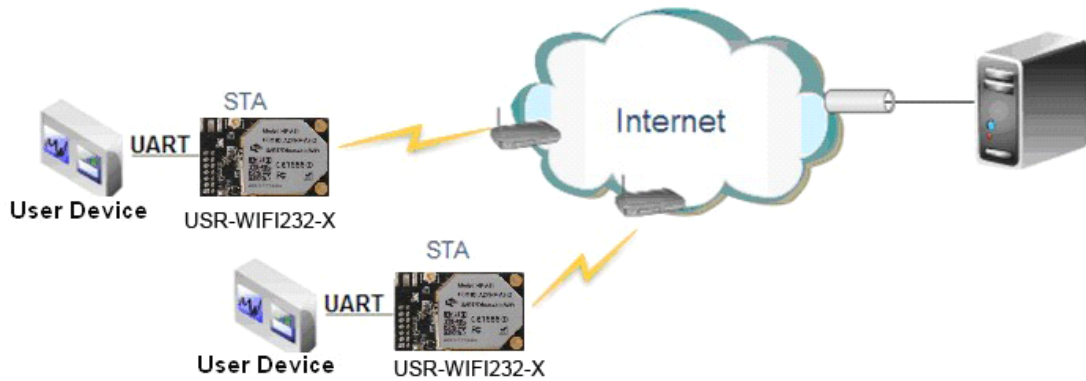 STA
Internet
UART
User Device
USR-WIFI232-X
STA
UART
User Device
USR-WIFI232-X